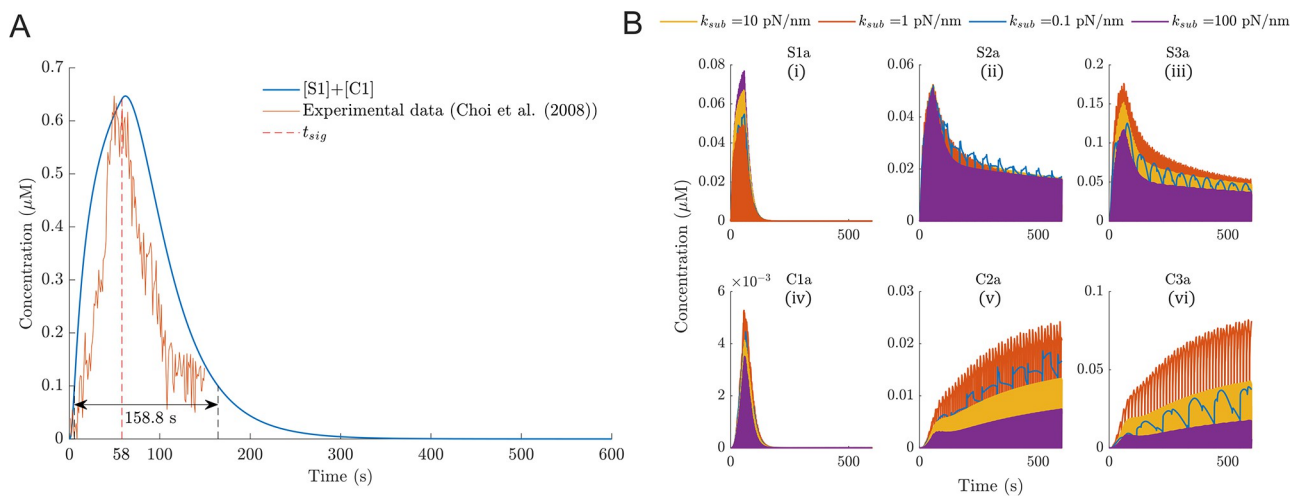 A
0.7
0.6
0.5
0.4
0.3
0.2
0.1
0
Concentration (μM)
[S1]+[C1]
Experimental data (Choi et al. (2008))
t_sig
158.8 s
0 58 100 200 300 400 500 600
Time (s)
B
k_sub =10 pN/nm k_sub =1 pN/nm k_sub =0.1 pN/nm k_sub =100 pN/nm
Concentration (μM)
S1a
(i)
0.08
0.06
0.04
0.02
0
0 500
S2a
(ii)
0.06
0.04
0.02
0
0 500
S3a
(iii)
0.2
0.15
0.1
0.05
0
0 500
C1a
(iv)
×10⁻³
6
4
2
0
0 500
C2a
(v)
0.03
0.02
0.01
0
0 500
C3a
(vi)
0.1
0.05
0
0 500
Time (s)